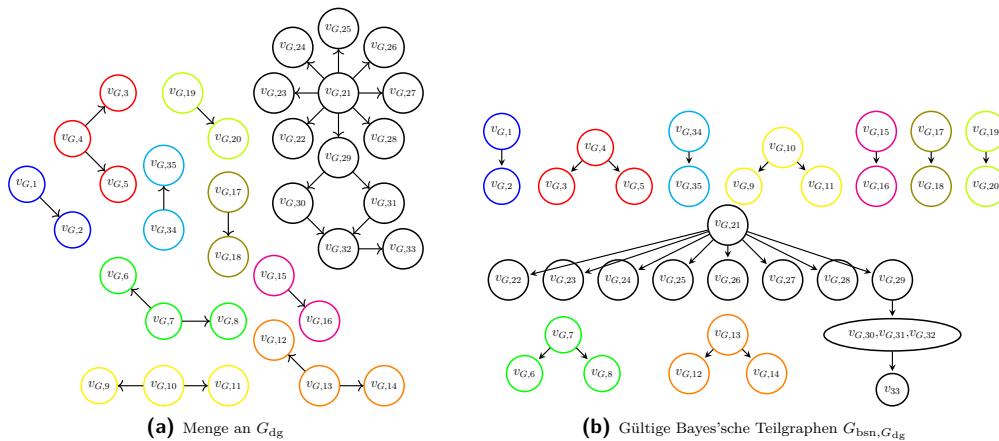 v_{G,25}
v_{G,24} v_{G,26}
v_{G,3} v_{G,19} v_{G,23} v_{G,21} v_{G,27}
v_{G,4} v_{G,20} v_{G,22} v_{G,28}
v_{G,35} v_{G,29}
v_{G,1} v_{G,5} v_{G,17}
v_{G,30} v_{G,31}
v_{G,2} v_{G,34}
v_{G,18} v_{G,32} v_{G,33}
v_{G,6} v_{G,15}
v_{G,7} v_{G,8} v_{G,16}
v_{G,12}
v_{G,9} v_{G,10} v_{G,11} v_{G,13} v_{G,14}
(a) Menge an G_{dg}
v_{G,1} v_{G,4} v_{G,34} v_{G,10} v_{G,15} v_{G,17} v_{G,19}
v_{G,2} v_{G,3} v_{G,5} v_{G,35} v_{G,9} v_{G,11} v_{G,16} v_{G,18} v_{G,20}
v_{G,21}
v_{G,22} v_{G,23} v_{G,24} v_{G,25} v_{G,26} v_{G,27} v_{G,28} v_{G,29}
v_{G,7} v_{G,13} v_{G,30},v_{G,31},v_{G,32}
v_{G,6} v_{G,8} v_{G,12} v_{G,14}
v_{33}
(b) Gültige Bayes'sche Teilgraphen G_{bsn,G_{dg}}